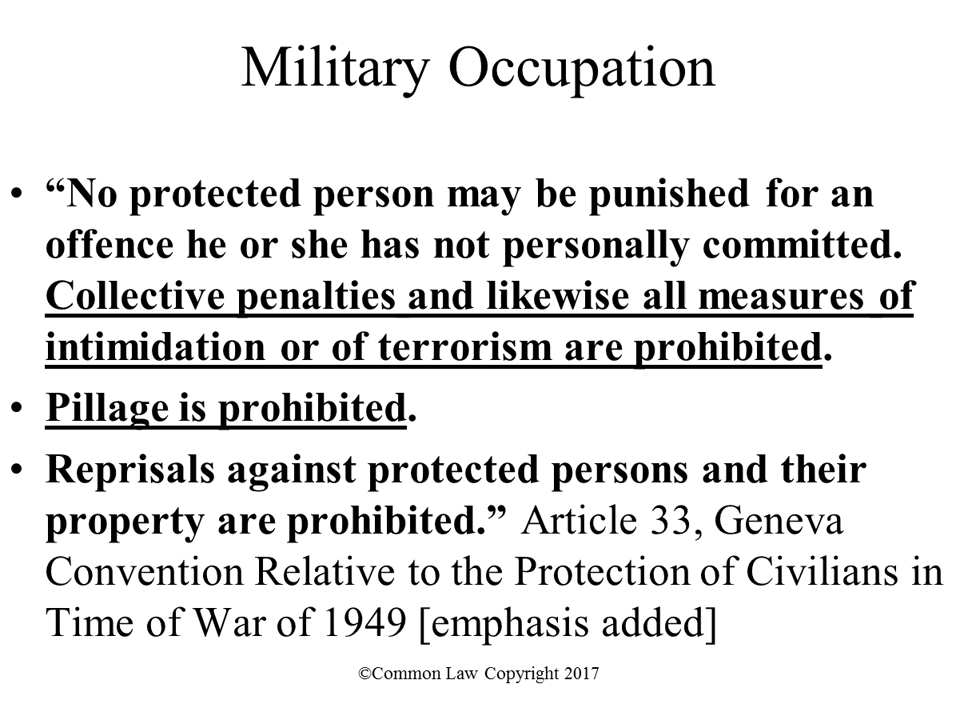 Military Occupation
• “No protected person may be punished for an
offence he or she has not personally committed.
Collective penalties and likewise all measures of
intimidation or of terrorism are prohibited.
• Pillage is prohibited.
• Reprisals against protected persons and their
property are prohibited.” Article 33, Geneva
Convention Relative to the Protection of Civilians in
Time of War of 1949 [emphasis added]
©Common Law Copyright 2017